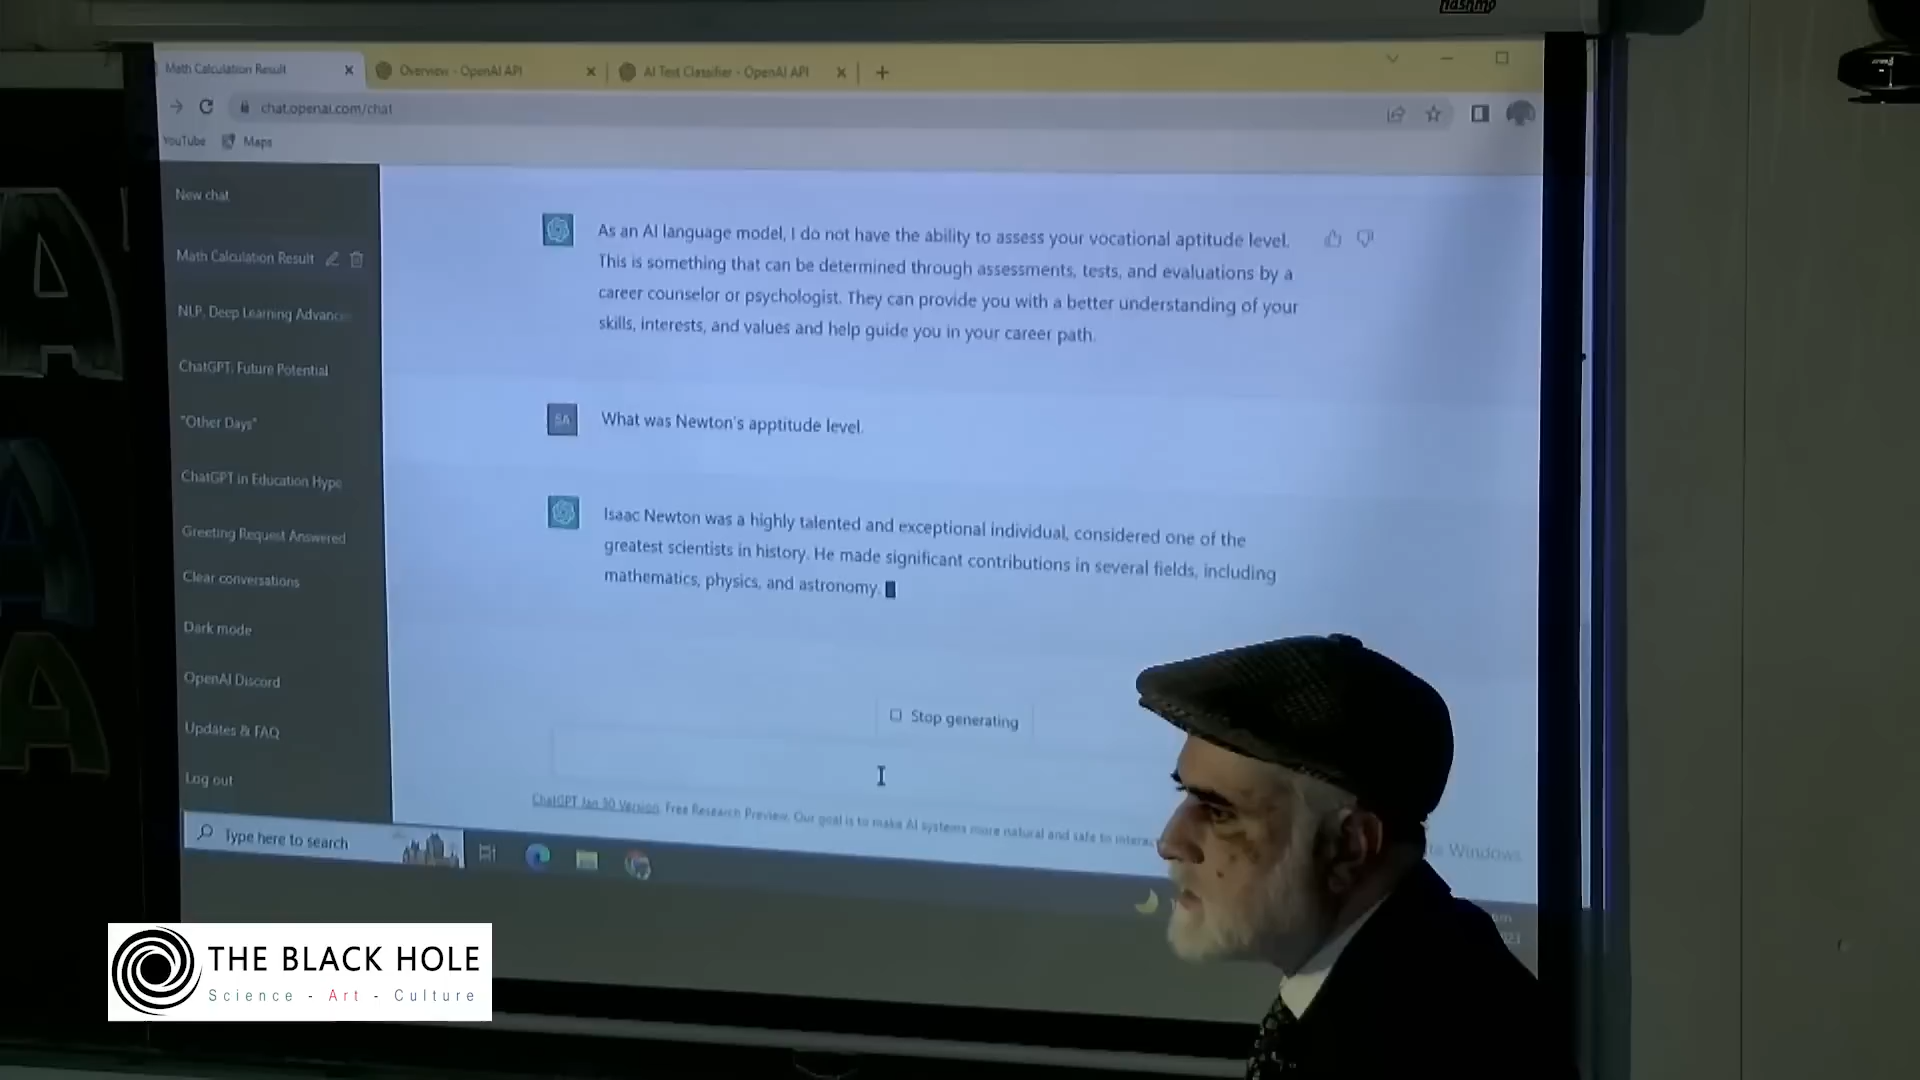 hashmo
Math Calculation Result
Overview - OpenAI API
AI Text Classifier - OpenAI API
chat.openai.com/chat
YouTube
Maps
New chat
Math Calculation Result
NLP, Deep Learning Advance
ChatGPT: Future Potential
"Other Days"
ChatGPT in Education Hype
Greeting Request Answered
Clear conversations
Dark mode
OpenAI Discord
Updates & FAQ
Log out
As an AI language model, I do not have the ability to assess your vocational aptitude level.
This is something that can be determined through assessments, tests, and evaluations by a
career counselor or psychologist. They can provide you with a better understanding of your
skills, interests, and values and help guide you in your career path.
SA
What was Newton's apptitude level.
Isaac Newton was a highly talented and exceptional individual, considered one of the
greatest scientists in history. He made significant contributions in several fields, including
mathematics, physics, and astronomy.
Stop generating
ChatGPT Jan 30 Version. Free Research Preview. Our goal is to make AI systems more natural and safe to interac
Windows
Type here to search
THE BLACK HOLE
Science - Art - Culture